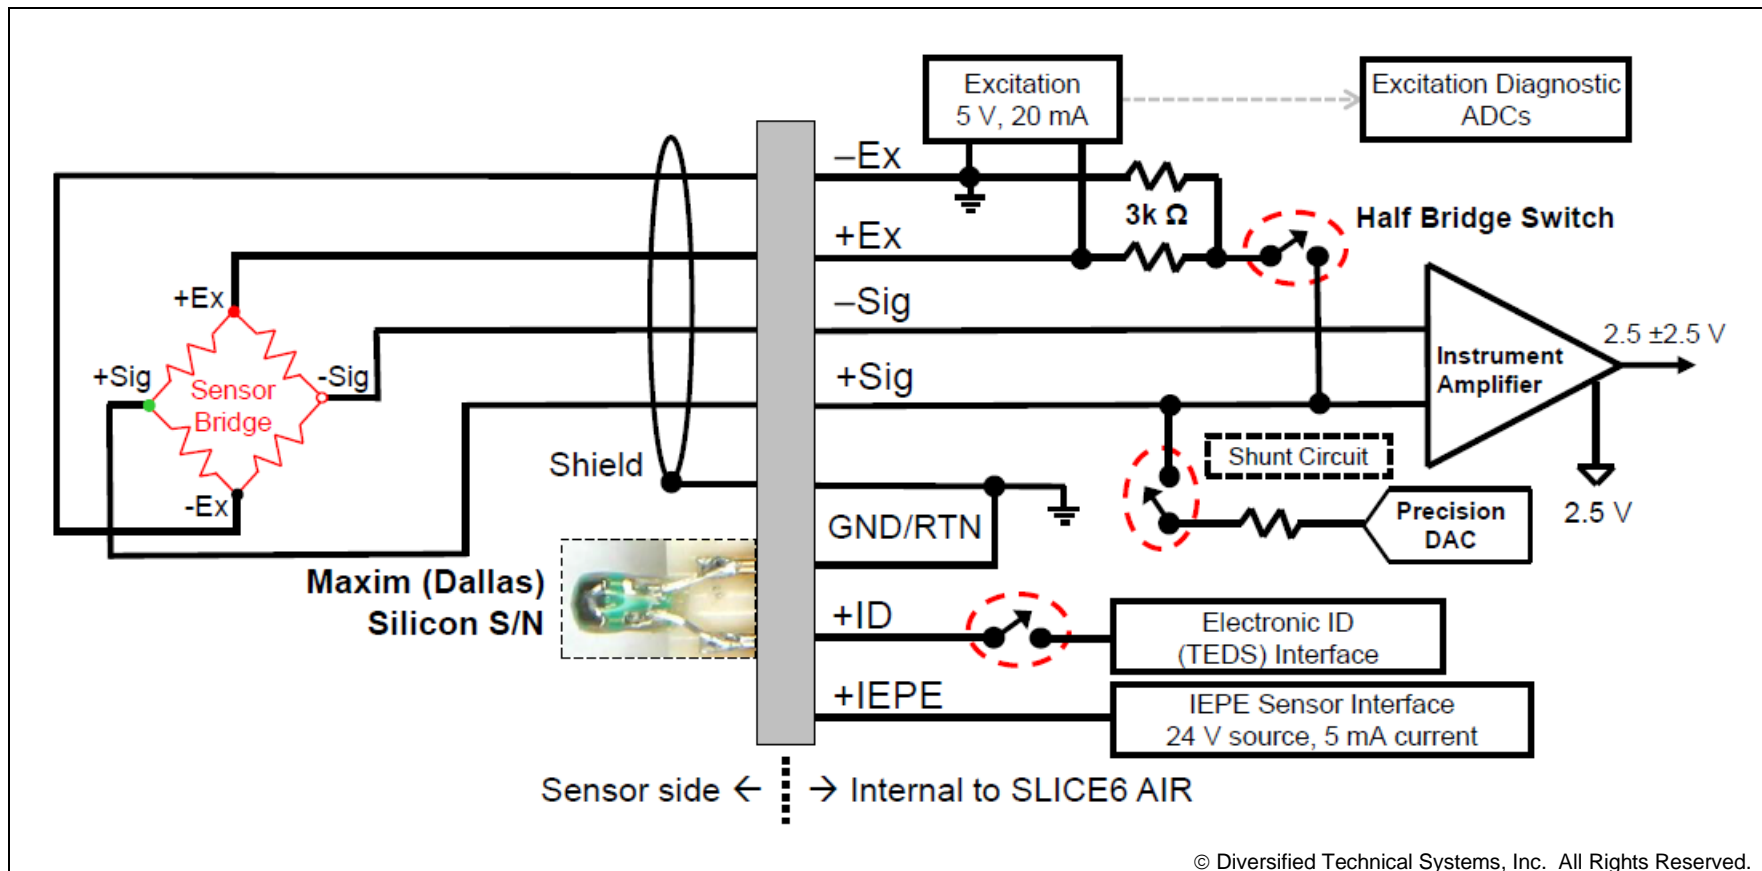 Excitation
5 V, 20 mA
Excitation Diagnostic
ADCs
–Ex
3k Ω
Half Bridge Switch
+Ex
+Ex
–Sig
2.5 ±2.5 V
Instrument
Amplifier
+Sig
-Sig
+Sig
Sensor
Bridge
Shunt Circuit
Shield
-Ex
GND/RTN
Precision
DAC
2.5 V
Maxim (Dallas)
Silicon S/N
+ID
Electronic ID
(TEDS) Interface
+IEPE
IEPE Sensor Interface
24 V source, 5 mA current
Sensor side ← → Internal to SLICE6 AIR
© Diversified Technical Systems, Inc. All Rights Reserved.